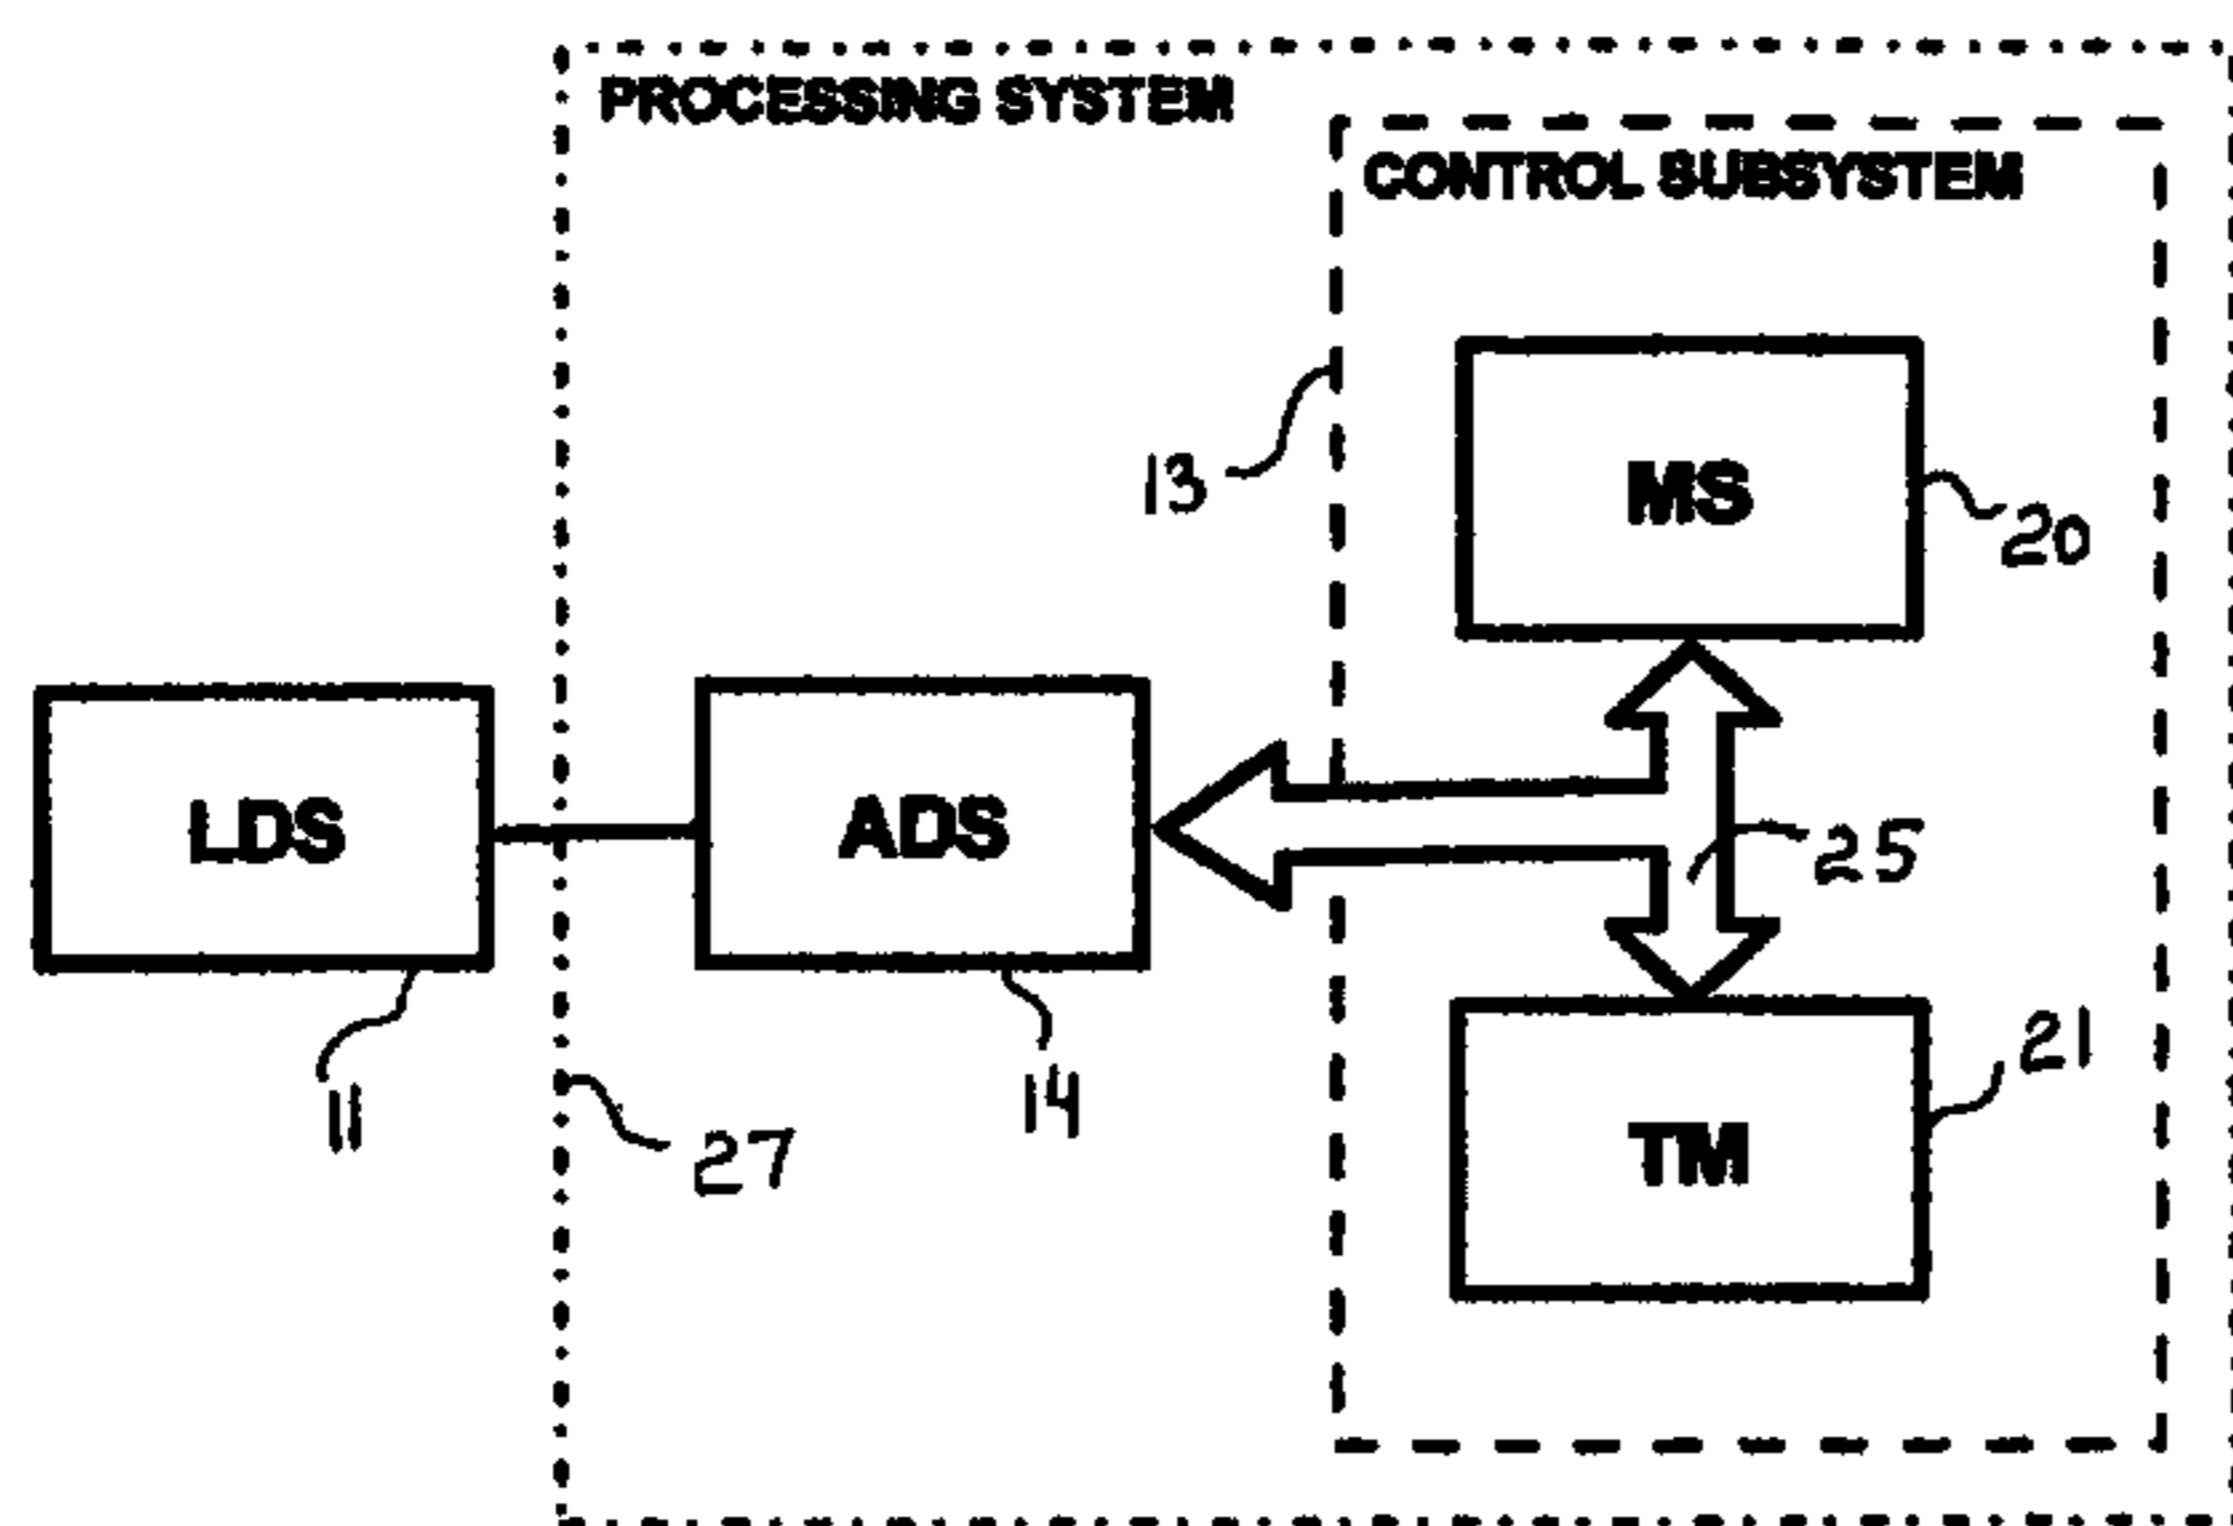 PROCESSING SYSTEM
CONTROL SUBSYSTEM
13
MS
20
LDS
ADS
25
11
27
14
TM
21